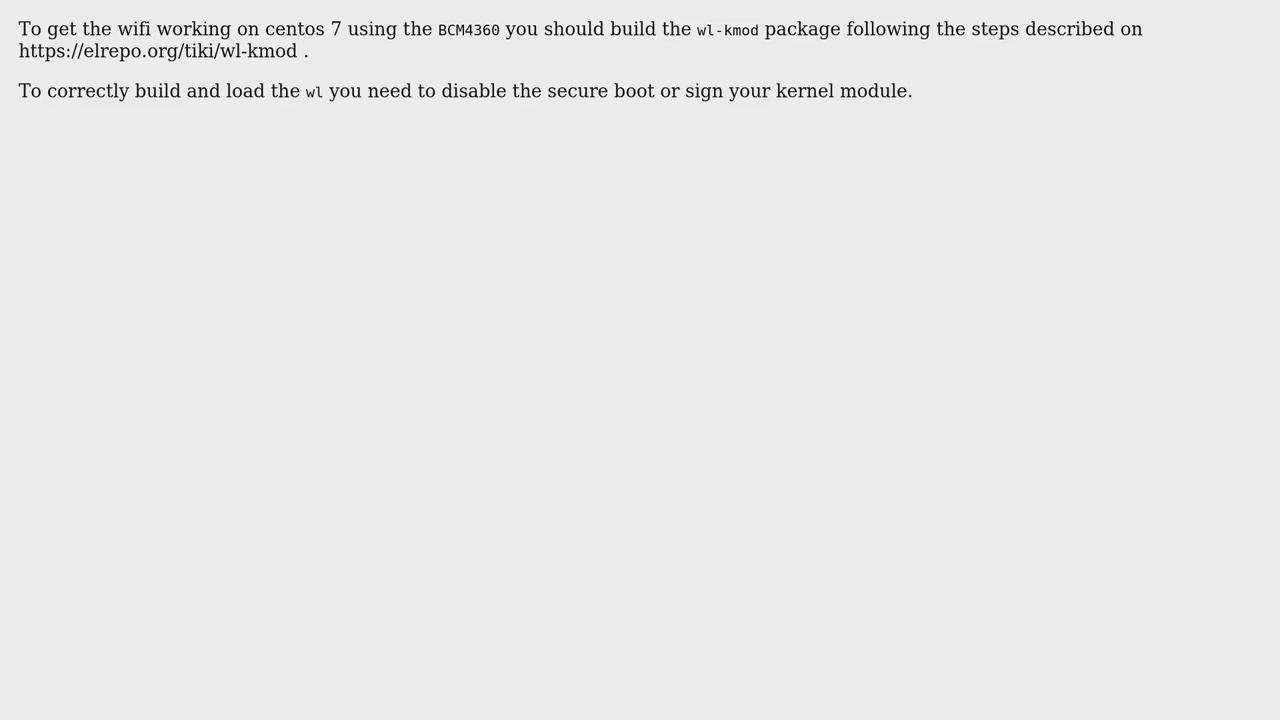 To get the wifi working on centos 7 using the BCM4360 you should build the wl-kmod package following the steps described on
https://elrepo.org/tiki/wl-kmod .
To correctly build and load the wl you need to disable the secure boot or sign your kernel module.